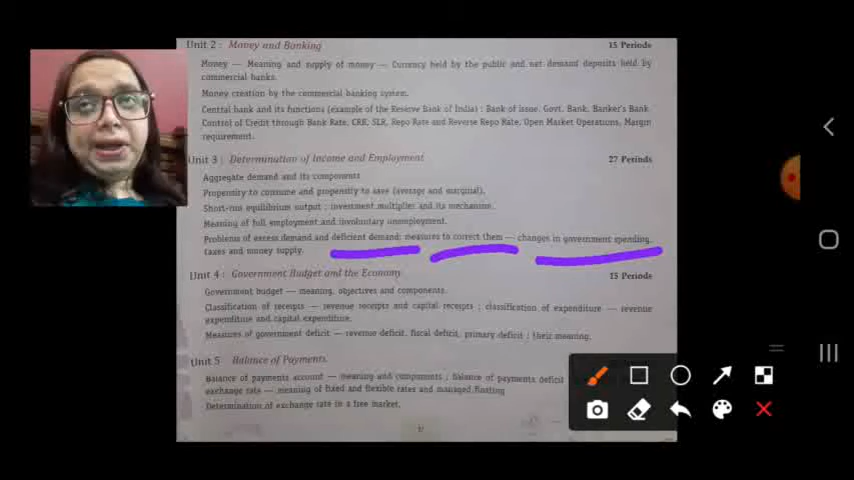 Unit 2 : Money and Banking 15 Periods
Money — Meaning and supply of money — Currency held by the public and net demand deposits held by
commercial banks.
Money creation by the commercial banking system.
Central bank and its functions (example of the Reserve Bank of India) : Bank of issue, Govt. Bank, Banker's Bank,
Control of Credit through Bank Rate, CRR, SLR, Repo Rate and Reverse Repo Rate, Open Market Operations, Margin
requirement.
Unit 3 : Determination of Income and Employment 27 Periods
Aggregate demand and its components
Propensity to consume and propensity to save (average and marginal).
Short-run equilibrium output ; investment multiplier and its mechanism.
Meaning of full employment and involuntary unemployment.
Problems of excess demand and deficient demand; measures to correct them — changes in government spending,
taxes and money supply.
Unit 4 : Government Budget and the Economy 15 Periods
Government budget — meaning, objectives and components.
Classification of receipts — revenue receipts and capital receipts ; classification of expenditure — revenue
expenditure and capital expenditure.
Measures of government deficit — revenue deficit, fiscal deficit, primary deficit ; their meaning.
Unit 5 Balance of Payments
Balance of payments account — meaning and components ; Balance of payments deficit
exchange rate — meaning of fixed and flexible rates and managed floating
Determination of exchange rate in a free market.